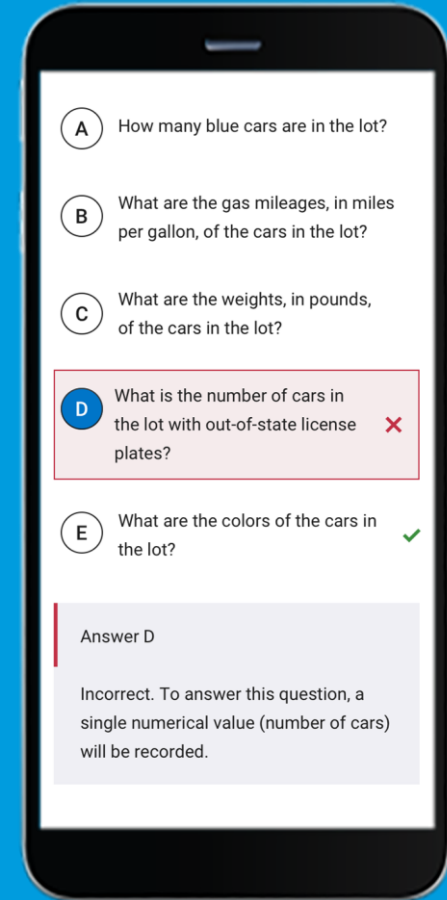 A How many blue cars are in the lot?
B What are the gas mileages, in miles
per gallon, of the cars in the lot?
C What are the weights, in pounds,
of the cars in the lot?
D What is the number of cars in
the lot with out-of-state license
plates?
E What are the colors of the cars in
the lot?
Answer D
Incorrect. To answer this question, a
single numerical value (number of cars)
will be recorded.